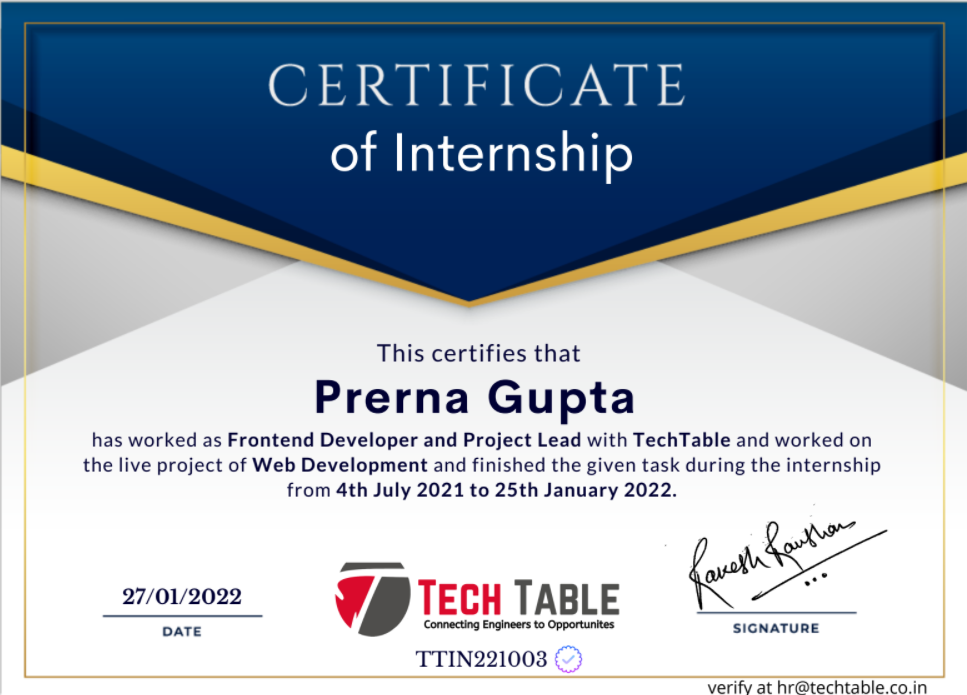 CERTIFICATE
of Internship
This certifies that
Prerna Gupta
has worked as Frontend Developer and Project Lead with TechTable and worked on
the live project of Web Development and finished the given task during the internship
from 4th July 2021 to 25th January 2022.
27/01/2022
DATE
TECH TABLE
Connecting Engineers to Opportunites
TTIN221003
SIGNATURE
verify at hr@techtable.co.in